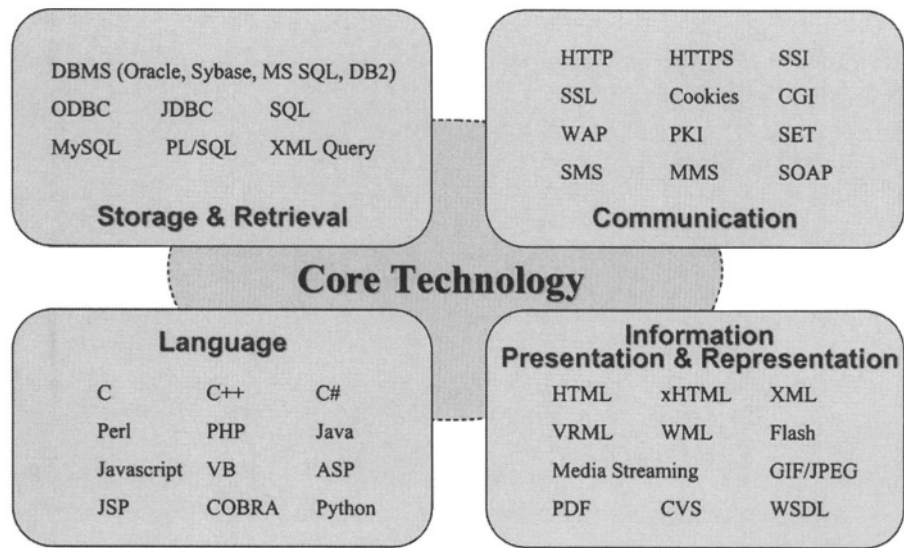 DBMS (Oracle, Sybase, MS SQL, DB2)
ODBC JDBC SQL
MySQL PL/SQL XML Query
Storage & Retrieval
HTTP HTTPS SSI
SSL Cookies CGI
WAP PKI SET
SMS MMS SOAP
Communication
Core Technology
Language
C C++ C#
Perl PHP Java
Javascript VB ASP
JSP COBRA Python
Information
Presentation & Representation
HTML xHTML XML
VRML WML Flash
Media Streaming GIF/JPEG
PDF CVS WSDL